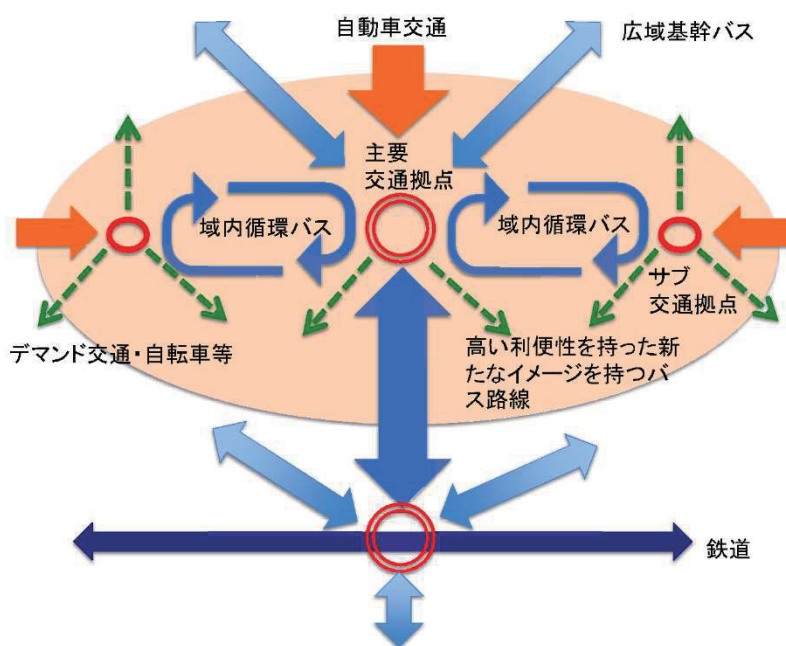 自動車交通
広域基幹バス
主要
交通拠点
域内循環バス
域内循環バス
サブ
交通拠点
デマンド交通・自転車等
高い利便性を持った新
たなイメージを持つバ
ス路線
鉄道